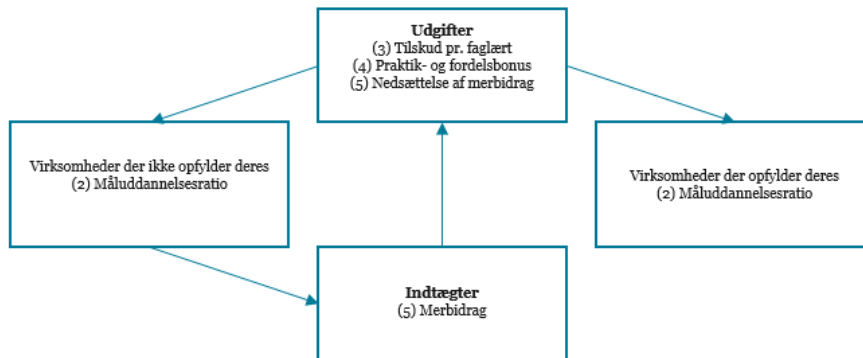 Udgifter
(3) Tilskud pr. faglært
(4) Praktik- og fordelsbonus
(5) Nedsættelse af merbidrag
Virksomheder der ikke opfylder deres
(2) Måluddannelsesratio
Virksomheder der opfylder deres
(2) Måluddannelsesratio
Indtægter
(5) Merbidrag